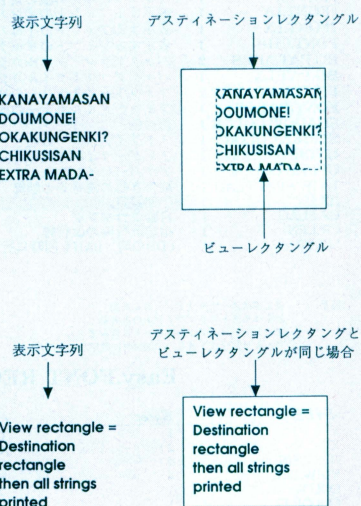 表示文字列
デスティネーションレクタングル
KANAYAMASAN
DOUMONE!
OKAKUNGENKI?
CHIKUSISAN
EXTRA MADA-
KANAYAMASAN
DOUMONE!
OKAKUNGENKI?
CHIKUSISAN
EXTRA MADA-
ビューレクタングル
表示文字列
デスティネーションレクタングと
ビューレクタングルが同じ場合
View rectangle =
Destination
rectangle
then all strings
printed
View rectangle =
Destination
rectangle
then all strings
printed